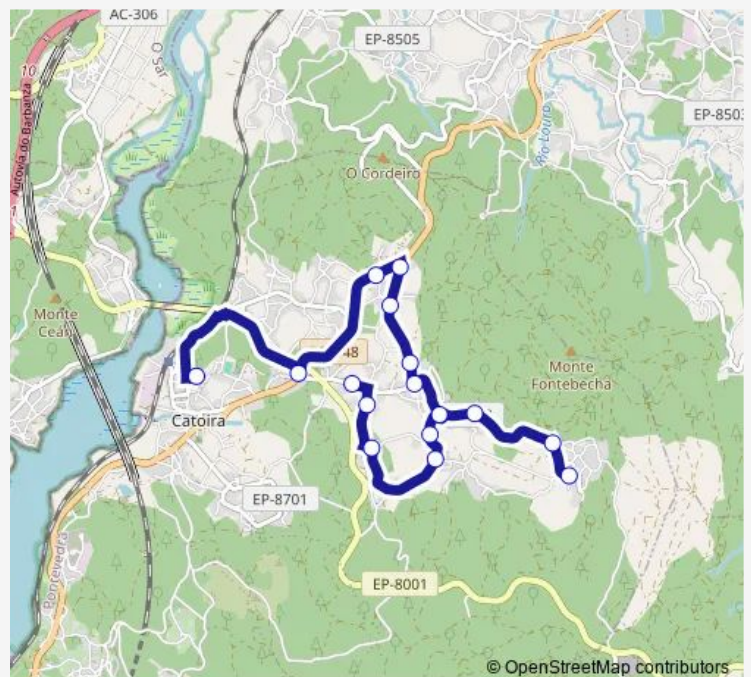 AC-306
EP-8505
O Sar
10
Autovía do Barbanza
EP-850
Río Louro
O Cordeiro
Monte
Ceán
48
Monte
Fontebecha
Catoira
EP-8701
Pontevedra
EP-8001
© OpenStreetMap contributors